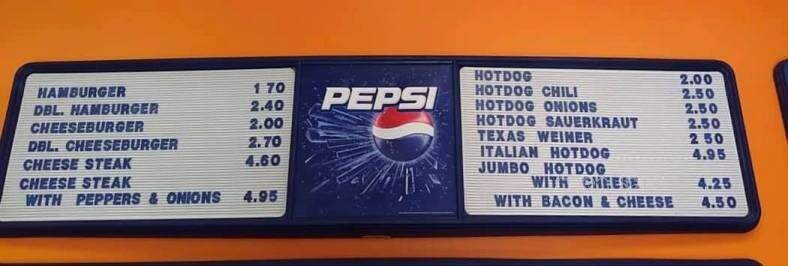 HAMBURGER 1 70
DBL. HAMBURGER 2.40
CHEESEBURGER 2.00
DBL. CHEESEBURGER 2.70
CHEESE STEAK 4.60
CHEESE STEAK
WITH PEPPERS & ONIONS 4.95
PEPSI
HOTDOG 2.00
HOTDOG CHILI 2.50
HOTDOG ONIONS 2.50
HOTDOG SAUERKRAUT 2.50
TEXAS WEINER 2 50
ITALIAN HOTDOG 4.95
JUMBO HOTDOG
WITH CHEESE 4.25
WITH BACON & CHEESE 4.50